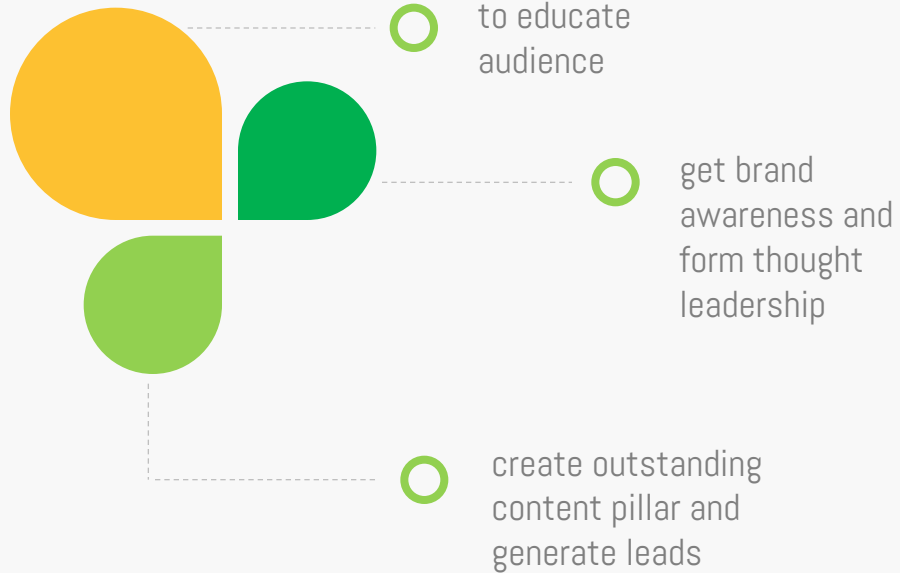 to educate
audience
get brand
awareness and
form thought
leadership
create outstanding
content pillar and
generate leads